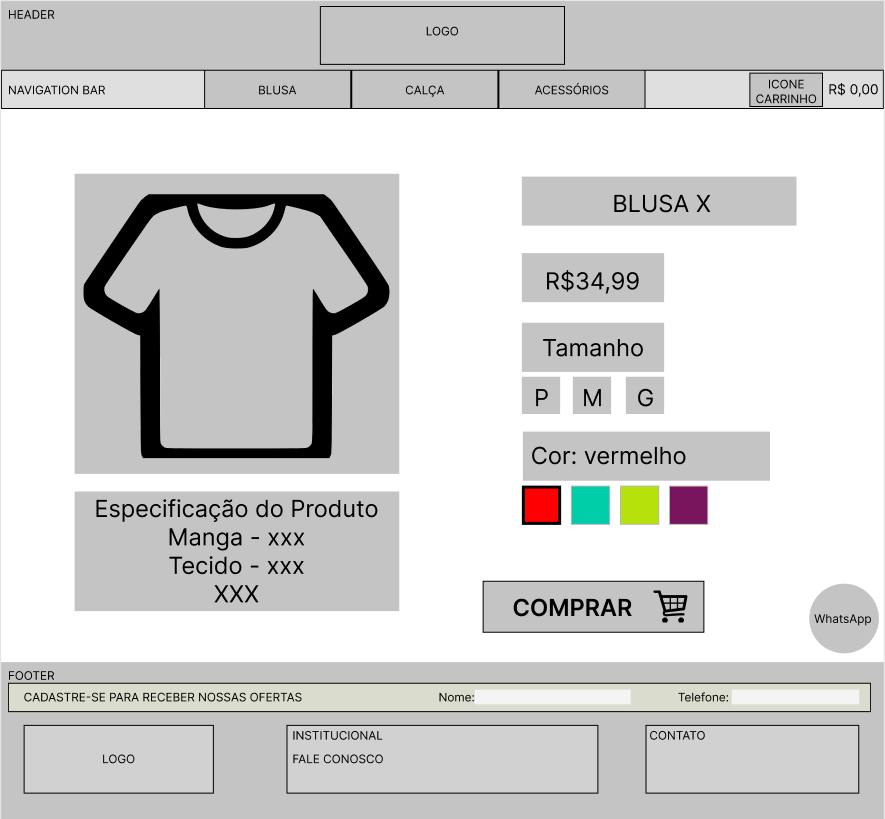 HEADER
LOGO
NAVIGATION BAR
BLUSA
CALÇA
ACESSÓRIOS
ICONE
CARRINHO
R$ 0,00
BLUSA X
R$34,99
Tamanho
P M G
Cor: vermelho
Especificação do Produto
Manga - xxx
Tecido - xxx
XXX
COMPRAR
WhatsApp
FOOTER
CADASTRE-SE PARA RECEBER NOSSAS OFERTAS
Nome:
Telefone:
LOGO
INSTITUCIONAL
FALE CONOSCO
CONTATO